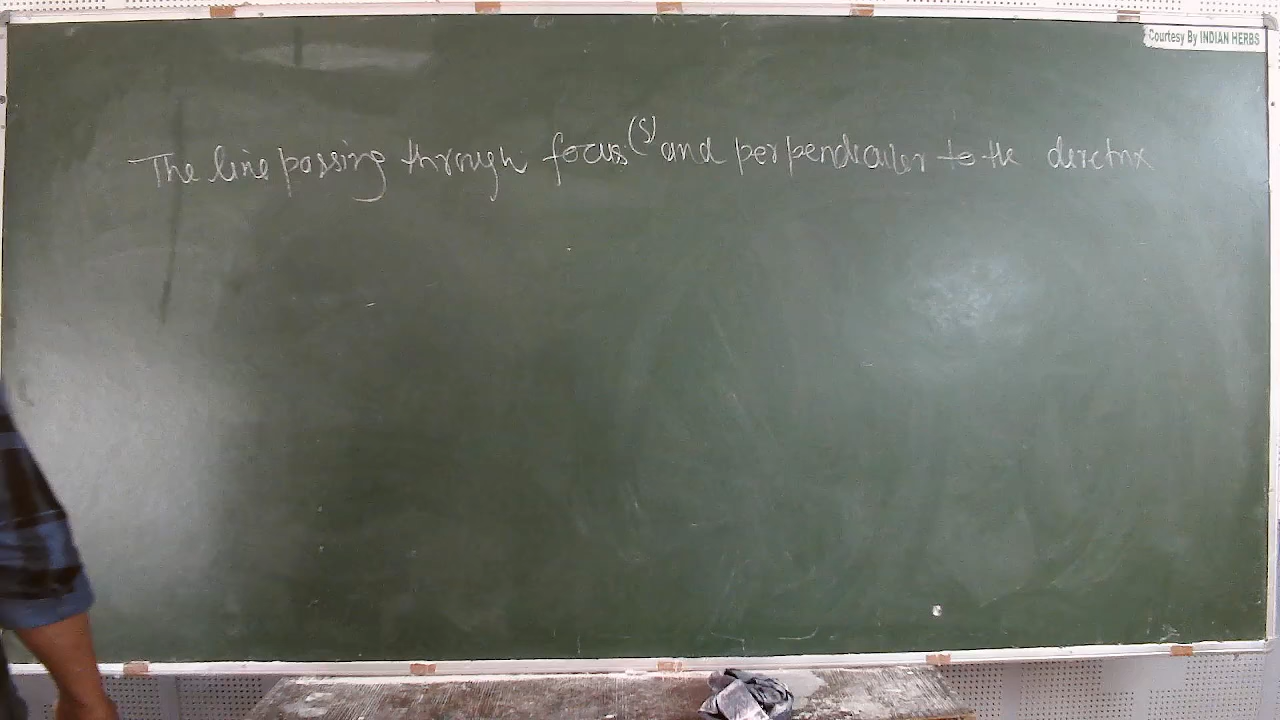 Courtesy By INDIAN HERBS
The line passing through focus (S) and perpendicular to the directrix